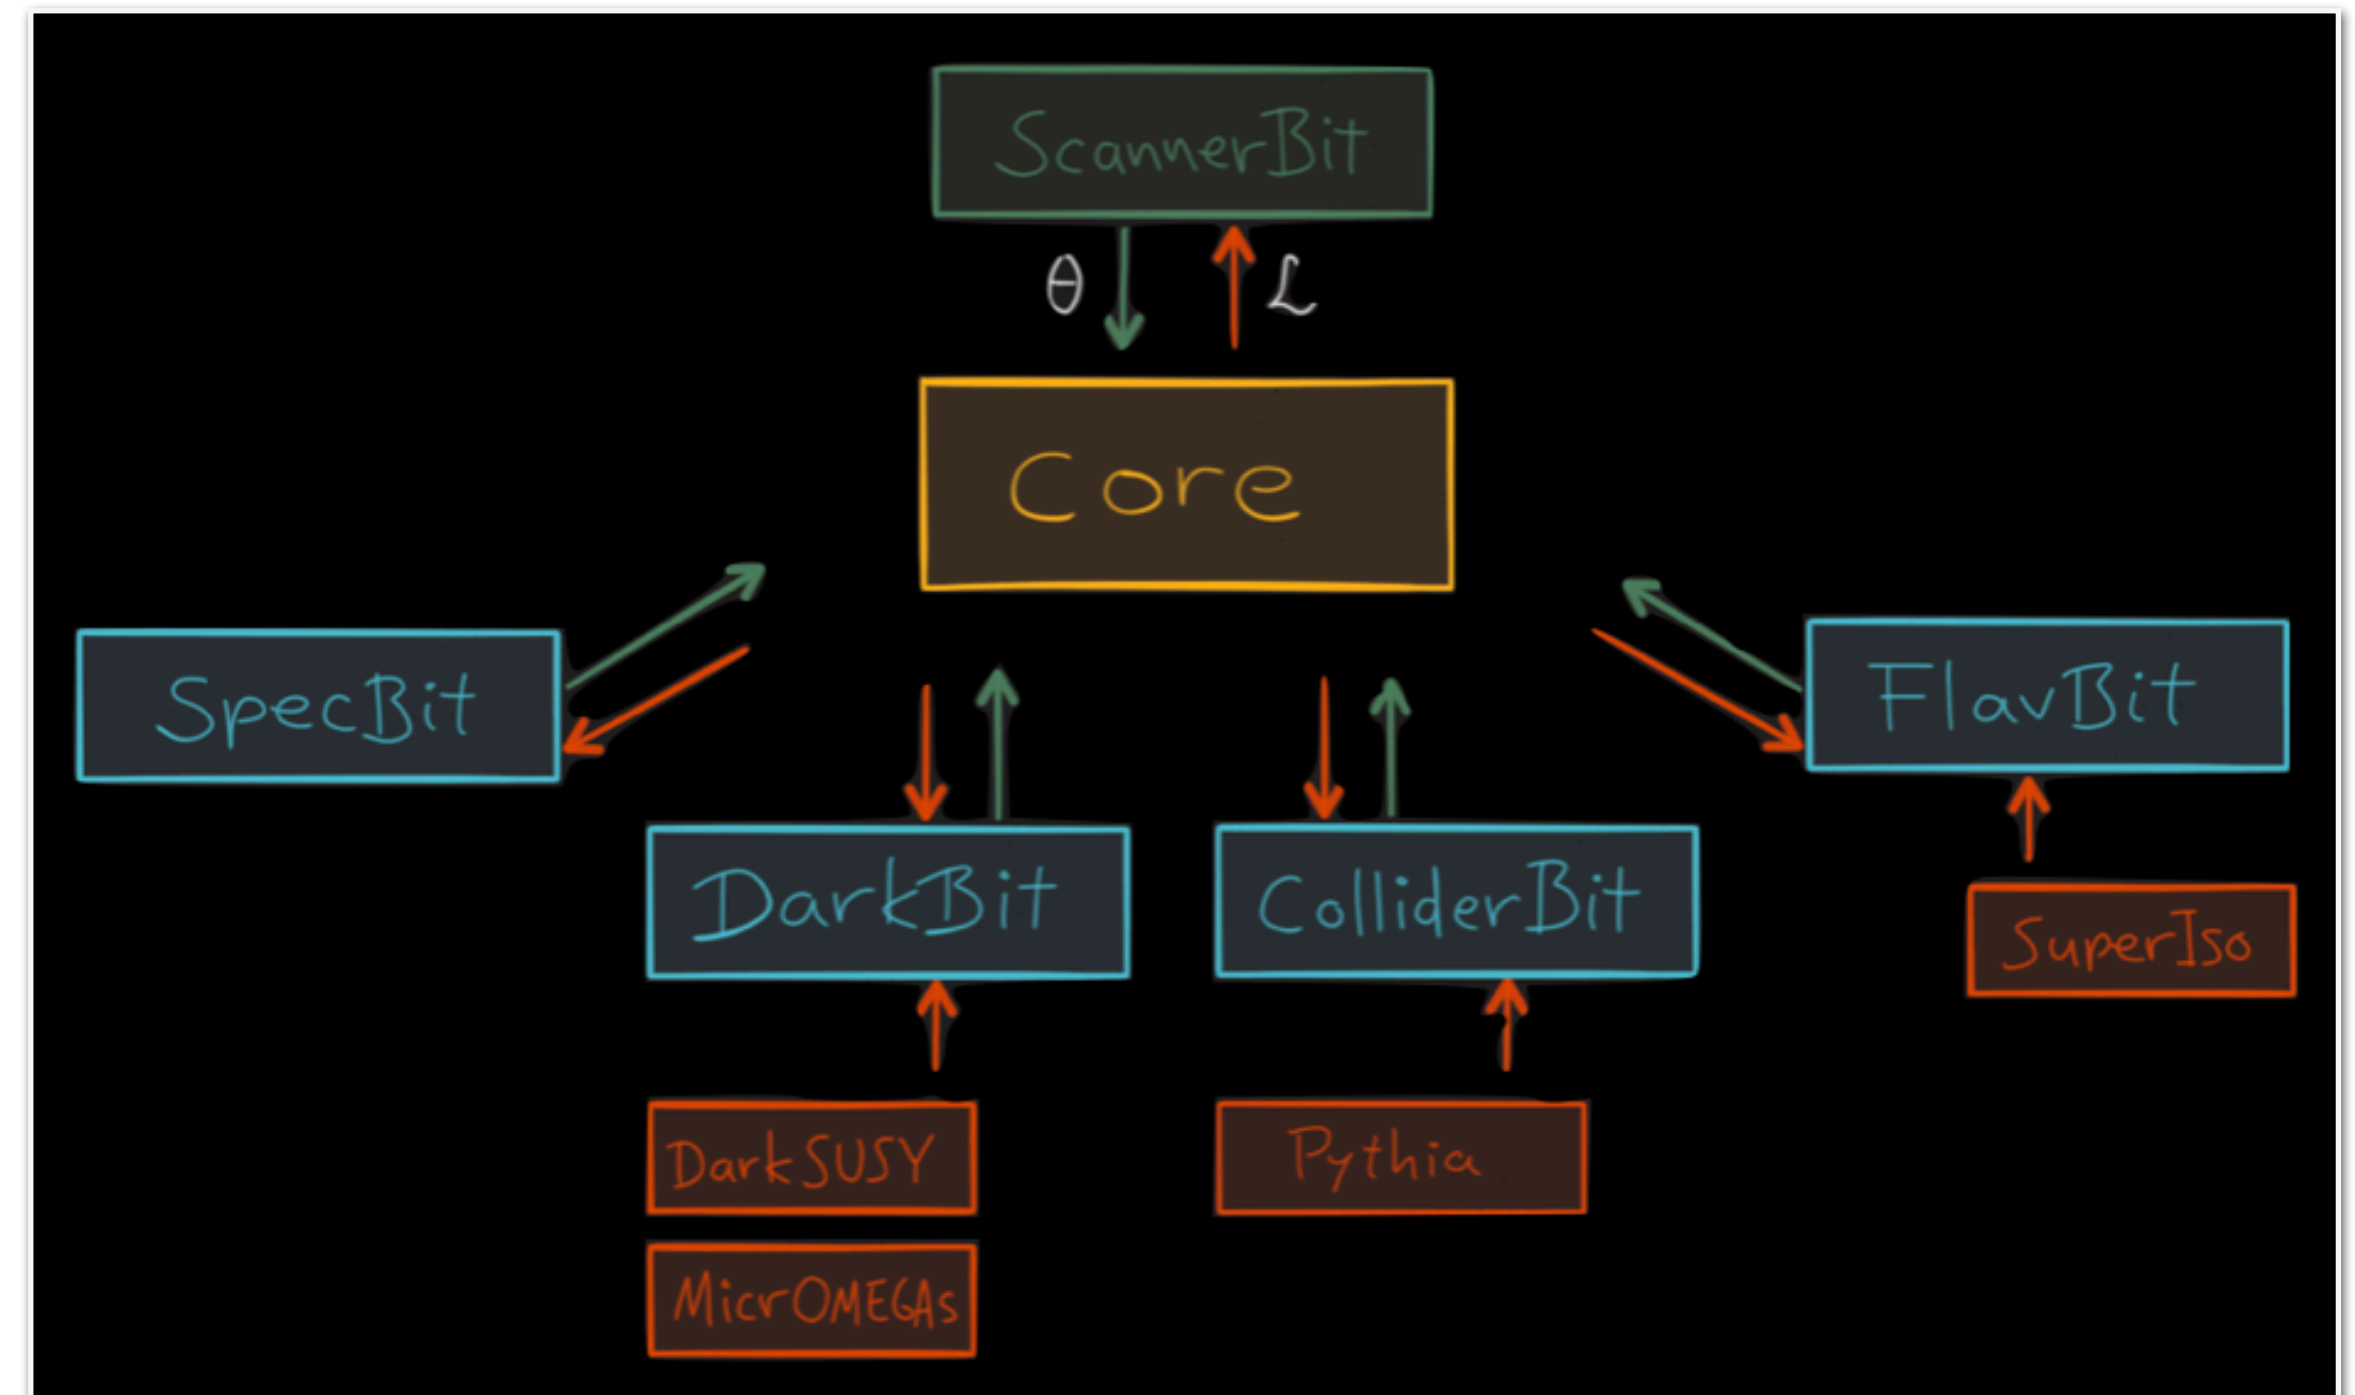 ScannerBit
θ
ℒ
Core
SpecBit
FlavBit
DarkBit
ColliderBit
SuperIso
DarkSUSY
Pythia
MicrOMEGAs